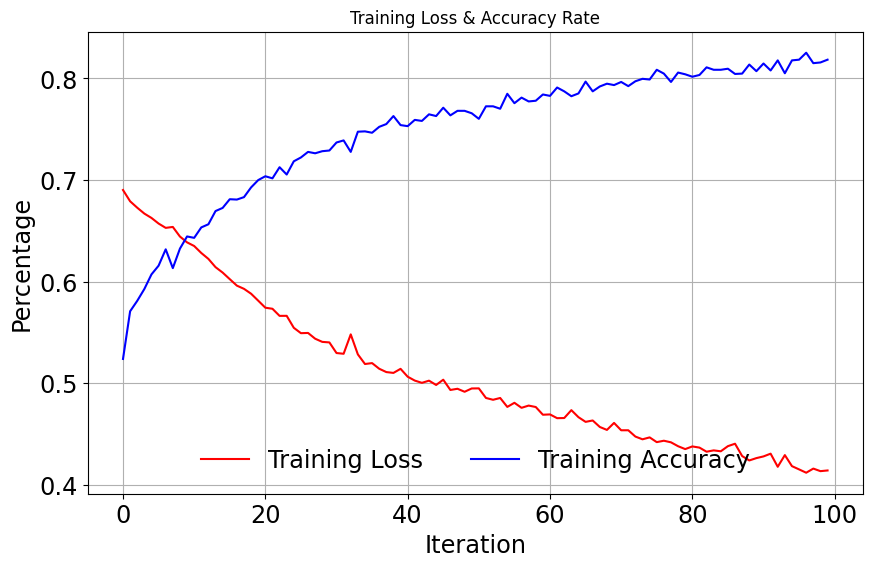 Training Loss & Accuracy Rate
Percentage
0.8
0.7
0.6
0.5
0.4
Training Loss
Training Accuracy
0 20 40 60 80 100
Iteration